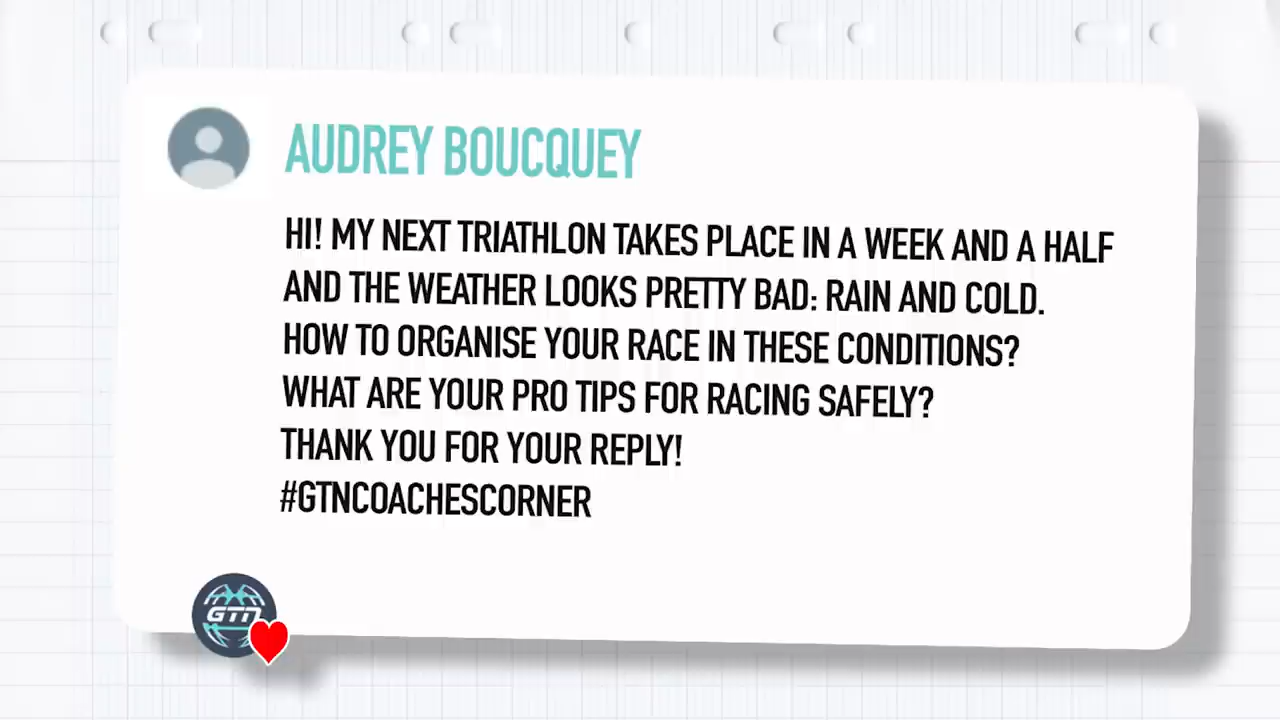 AUDREY BOUCQUEY
HI! MY NEXT TRIATHLON TAKES PLACE IN A WEEK AND A HALF
AND THE WEATHER LOOKS PRETTY BAD: RAIN AND COLD.
HOW TO ORGANISE YOUR RACE IN THESE CONDITIONS?
WHAT ARE YOUR PRO TIPS FOR RACING SAFELY?
THANK YOU FOR YOUR REPLY!
#GTNCOACHESCORNER
GTN